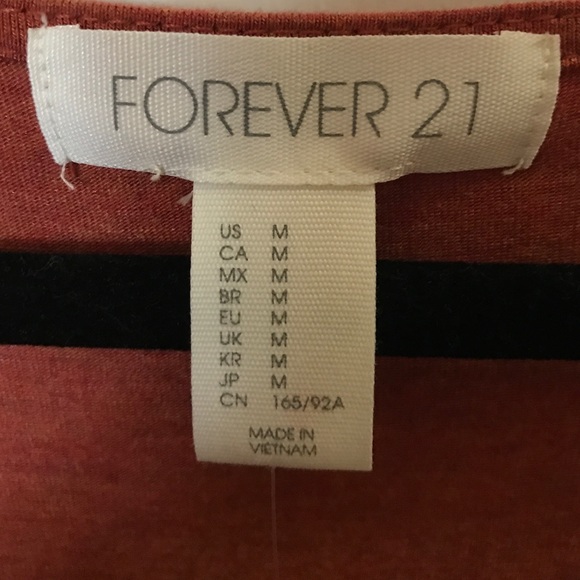 FOREVER 21
US M
CA M
MX M
BR M
EU M
UK M
KR M
JP M
CN 165/92A
MADE IN
VIETNAM